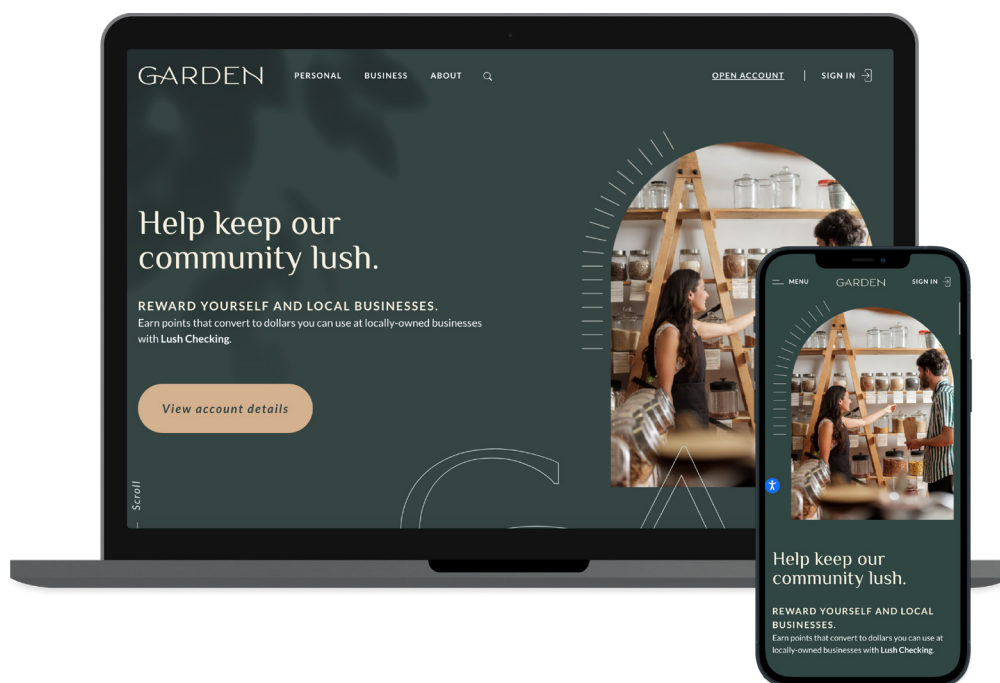 GARDEN
PERSONAL BUSINESS ABOUT
OPEN ACCOUNT | SIGN IN
Help keep our
community lush.
REWARD YOURSELF AND LOCAL BUSINESSES.
Earn points that convert to dollars you can use at locally-owned businesses
with Lush Checking.
View account details
Scroll
G A
MENU GARDEN SIGN IN
Help keep our
community lush.
REWARD YOURSELF AND LOCAL
BUSINESSES.
Earn points that convert to dollars you can use at
locally-owned businesses with Lush Checking.